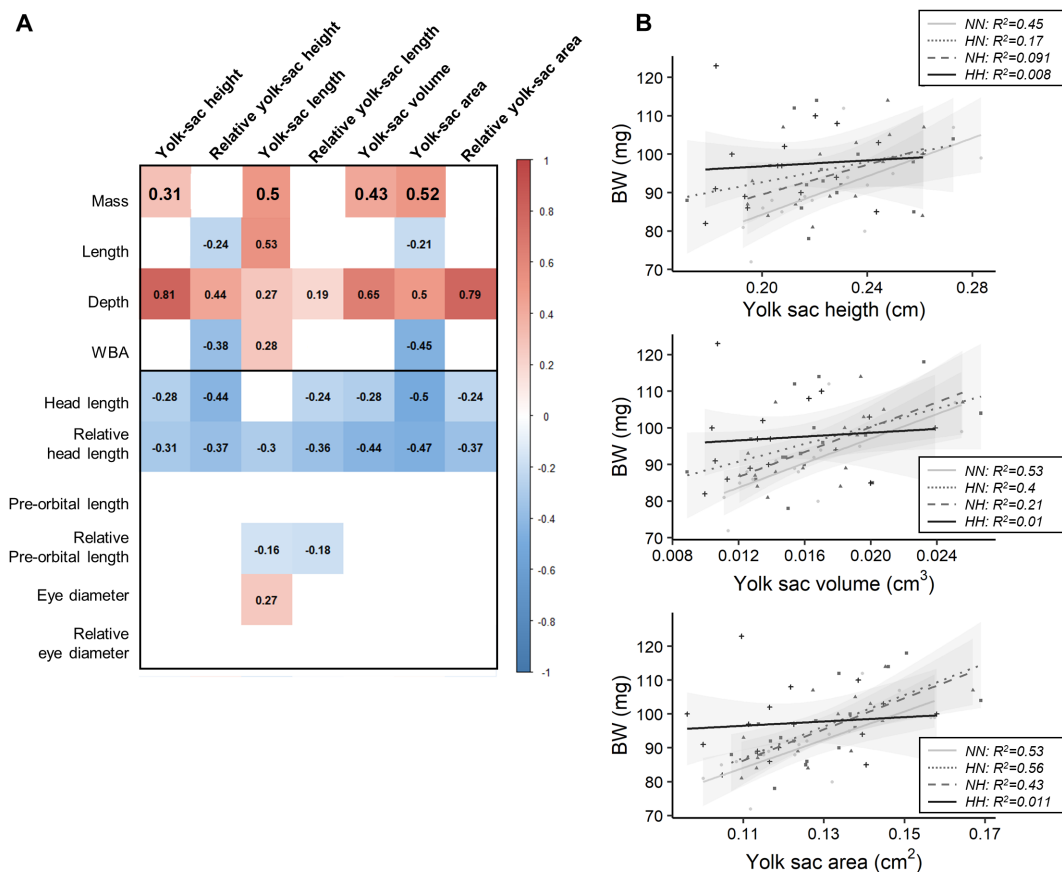 A
Yolk-sac height
Relative yolk-sac height
Yolk-sac length
Relative yolk-sac length
Yolk-sac volume
Yolk-sac area
Relative yolk-sac area
Mass 0.31 0.5 0.43 0.52
Length -0.24 0.53 -0.21
Depth 0.81 0.44 0.27 0.19 0.65 0.5 0.79
WBA -0.38 0.28 -0.45
Head length -0.28 -0.44 -0.24 -0.28 -0.5 -0.24
Relative
head length -0.31 -0.37 -0.3 -0.36 -0.44 -0.47 -0.37
Pre-orbital length
Relative
Pre-orbital length -0.16 -0.18
Eye diameter 0.27
Relative
eye diameter
1
0.8
0.6
0.4
0.2
0
-0.2
-0.4
-0.6
-0.8
-1
B
NN: R²=0.45
HN: R²=0.17
NH: R²=0.091
HH: R²=0.008
BW (mg)
120
110
100
90
80
70
0.20 0.24 0.28
Yolk sac heigth (cm)
BW (mg)
120
110
100
90
80
70
NN: R²=0.53
HN: R²=0.4
NH: R²=0.21
HH: R²=0.01
0.008 0.012 0.016 0.020 0.024
Yolk sac volume (cm³)
BW (mg)
120
110
100
90
80
70
NN: R²=0.53
HN: R²=0.56
NH: R²=0.43
HH: R²=0.011
0.11 0.13 0.15 0.17
Yolk sac area (cm²)